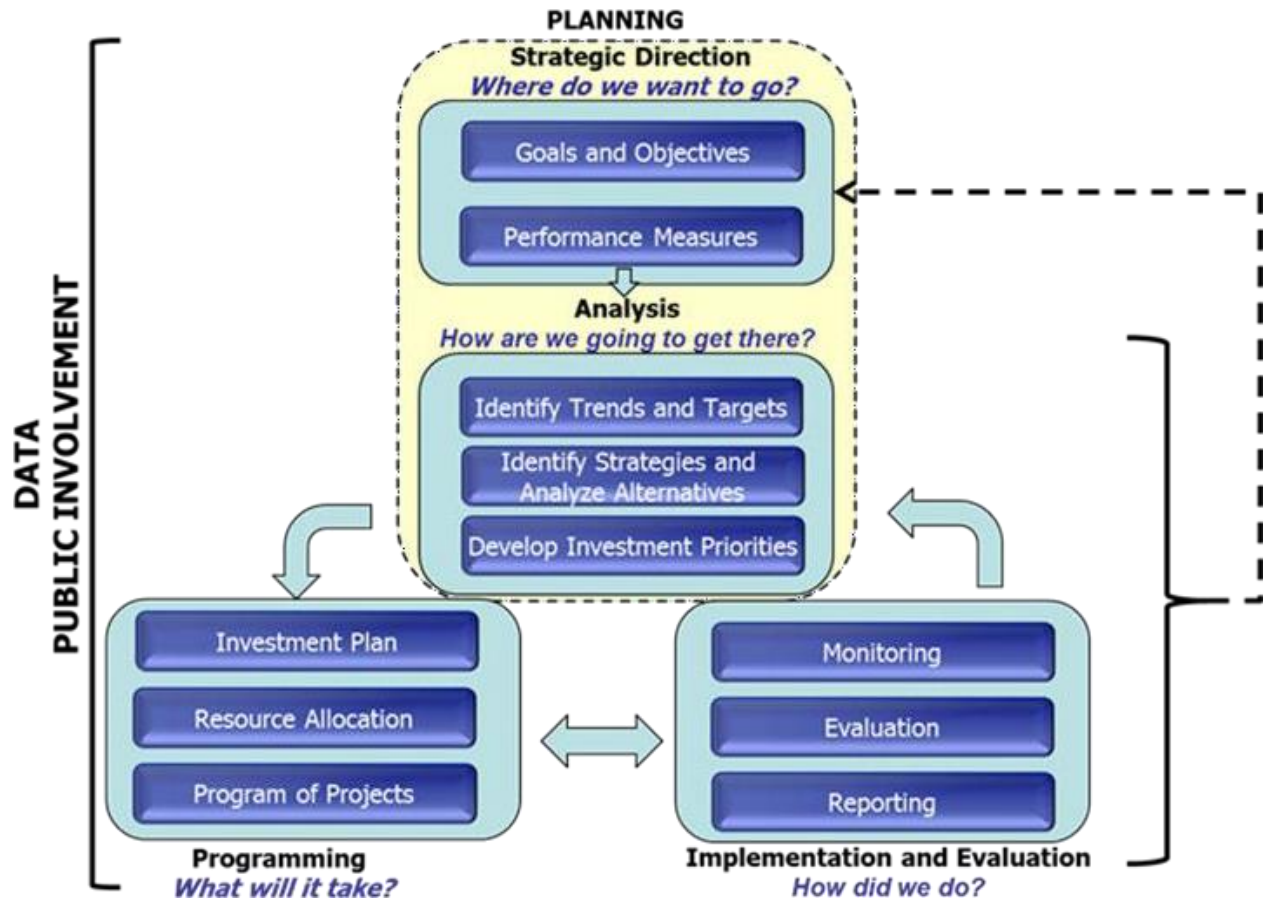 PLANNING
Strategic Direction
Where do we want to go?
Goals and Objectives
Performance Measures
Analysis
How are we going to get there?
Identify Trends and Targets
Identify Strategies and
Analyze Alternatives
Develop Investment Priorities
DATA
PUBLIC INVOLVEMENT
Investment Plan
Resource Allocation
Program of Projects
Programming
What will it take?
Monitoring
Evaluation
Reporting
Implementation and Evaluation
How did we do?